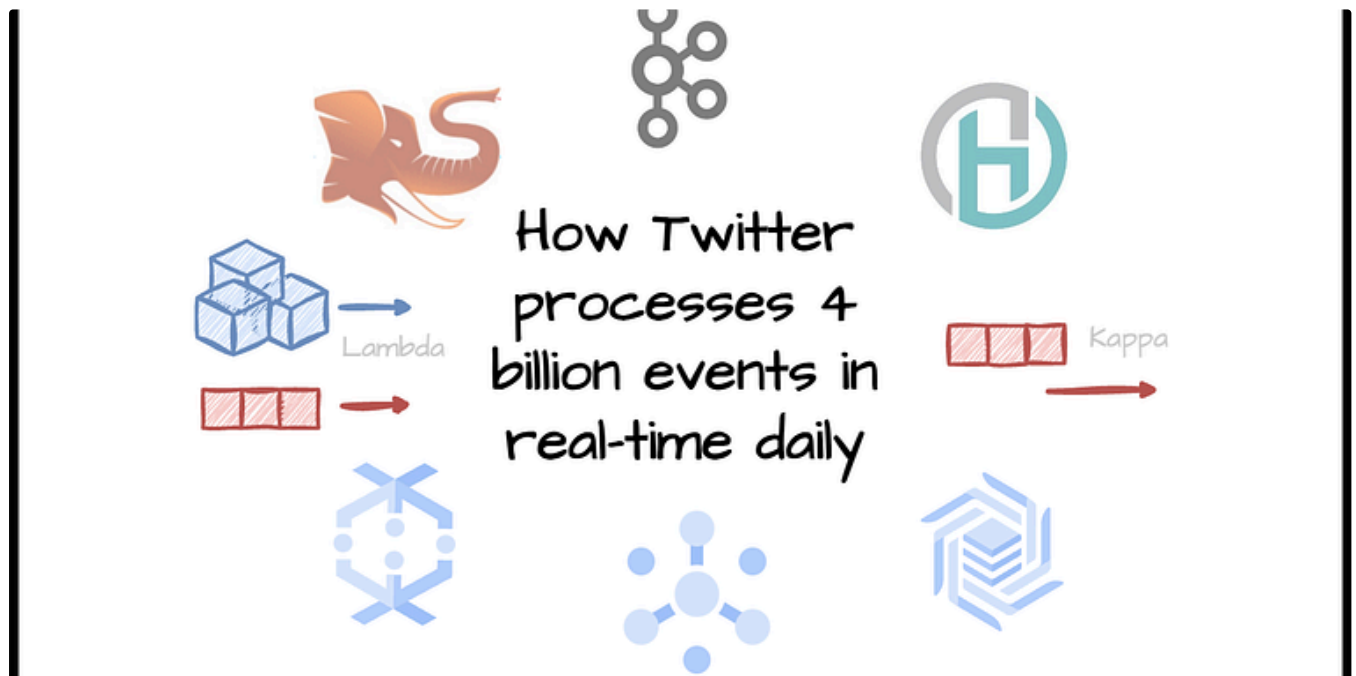 How Twitter
processes 4
billion events in
real-time daily
Lambda
Kappa